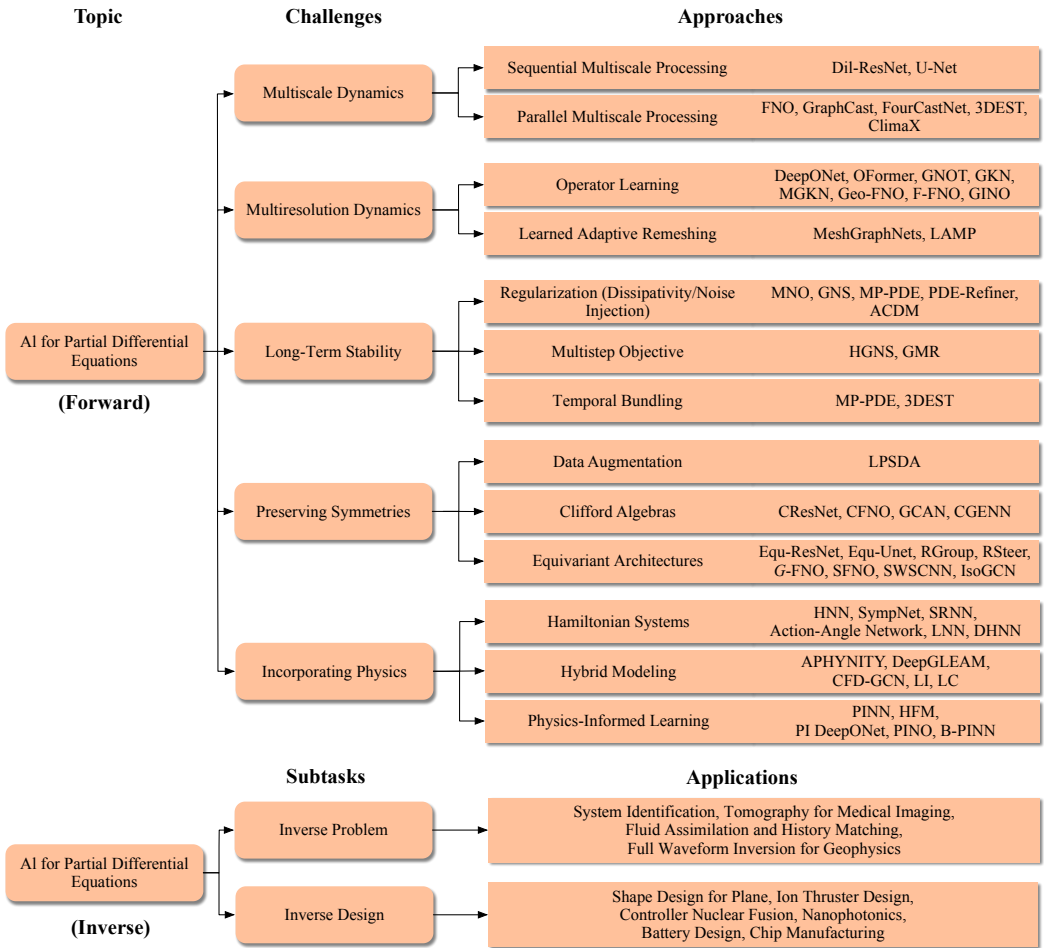 Topic
Challenges
Approaches
Multiscale Dynamics
Sequential Multiscale Processing
Dil-ResNet, U-Net
Parallel Multiscale Processing
FNO, GraphCast, FourCastNet, 3DEST,
ClimaX
Multiresolution Dynamics
Operator Learning
DeepONet, OFormer, GNOT, GKN,
MGKN, Geo-FNO, F-FNO, GINO
Learned Adaptive Remeshing
MeshGraphNets, LAMP
AI for Partial Differential
Equations
(Forward)
Long-Term Stability
Regularization (Dissipativity/Noise
Injection)
MNO, GNS, MP-PDE, PDE-Refiner,
ACDM
Multistep Objective
HGNS, GMR
Temporal Bundling
MP-PDE, 3DEST
Preserving Symmetries
Data Augmentation
LPSDA
Clifford Algebras
CResNet, CFNO, GCAN, CGENN
Equivariant Architectures
Equ-ResNet, Equ-Unet, RGroup, RSteer,
G-FNO, SFNO, SWSCNN, IsoGCN
Incorporating Physics
Hamiltonian Systems
HNN, SympNet, SRNN,
Action-Angle Network, LNN, DHNN
Hybrid Modeling
APHYNITY, DeepGLEAM,
CFD-GCN, LI, LC
Physics-Informed Learning
PINN, HFM,
PI DeepONet, PINO, B-PINN
Subtasks
Applications
AI for Partial Differential
Equations
(Inverse)
Inverse Problem
System Identification, Tomography for Medical Imaging,
Fluid Assimilation and History Matching,
Full Waveform Inversion for Geophysics
Inverse Design
Shape Design for Plane, Ion Thruster Design,
Controller Nuclear Fusion, Nanophotonics,
Battery Design, Chip Manufacturing